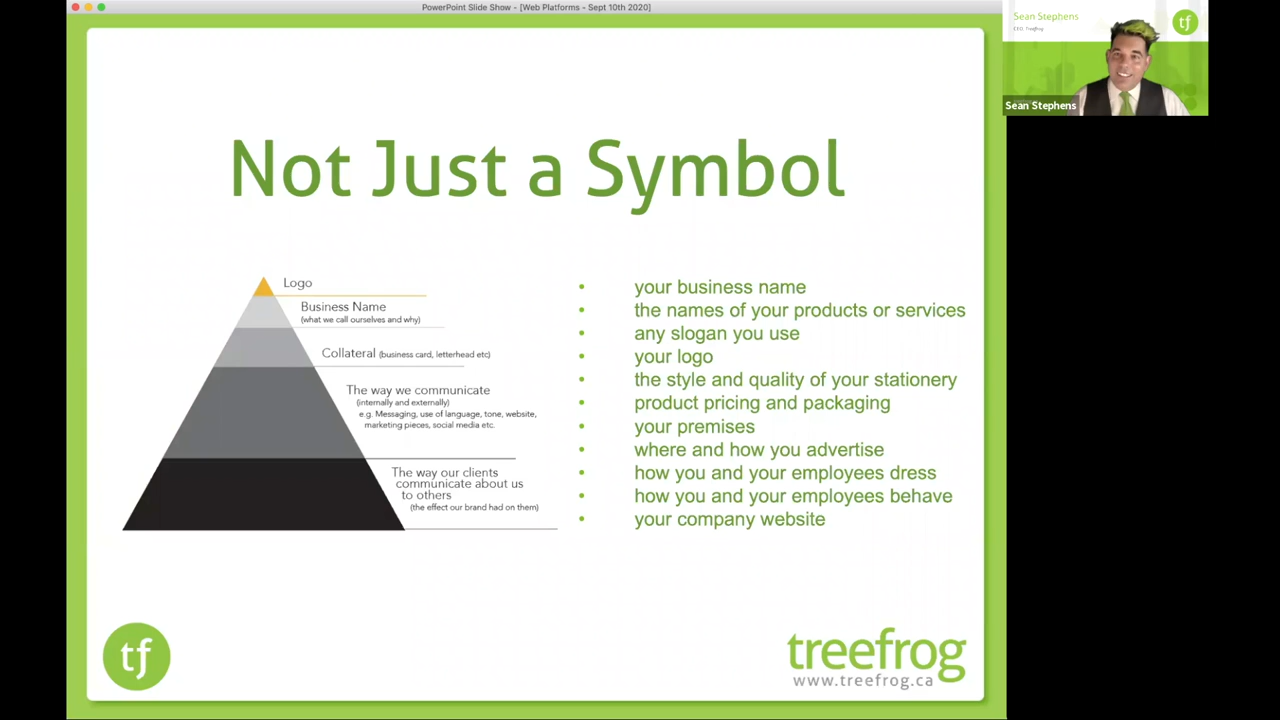 PowerPoint Slide Show - [Web Platforms - Sept 10th 2020]
Sean Stephens
CEO, Treefrog
tf
Sean Stephens
Not Just a Symbol
Logo
Business Name
(what we call ourselves and why)
Collateral (business card, letterhead etc)
The way we communicate
(internally and externally)
e.g. Messaging, use of language, tone, website,
marketing pieces, social media etc.
The way our clients
communicate about us
to others
(the effect our brand had on them)
• your business name
• the names of your products or services
• any slogan you use
• your logo
• the style and quality of your stationery
• product pricing and packaging
• your premises
• where and how you advertise
• how you and your employees dress
• how you and your employees behave
• your company website
tf
treefrog
www.treefrog.ca